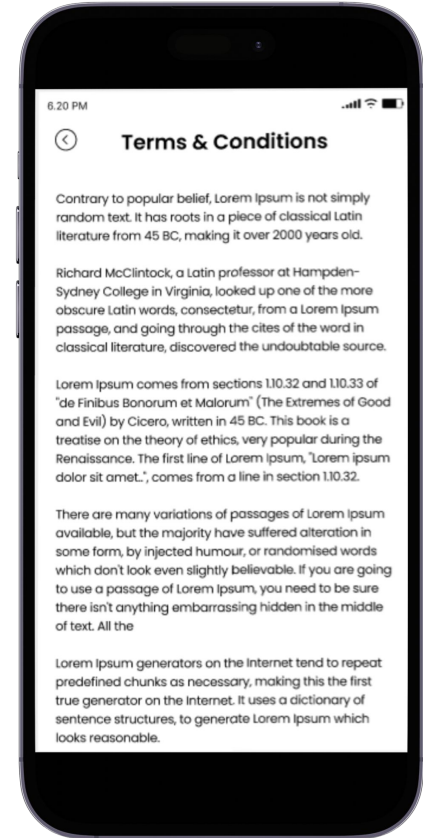 6.20 PM
Terms & Conditions
Contrary to popular belief, Lorem Ipsum is not simply
random text. It has roots in a piece of classical Latin
literature from 45 BC, making it over 2000 years old.
Richard McClintock, a Latin professor at Hampden-
Sydney College in Virginia, looked up one of the more
obscure Latin words, consectetur, from a Lorem Ipsum
passage, and going through the cites of the word in
classical literature, discovered the undoubtable source.
Lorem Ipsum comes from sections 1.10.32 and 1.10.33 of
"de Finibus Bonorum et Malorum" (The Extremes of Good
and Evil) by Cicero, written in 45 BC. This book is a
treatise on the theory of ethics, very popular during the
Renaissance. The first line of Lorem Ipsum, "Lorem ipsum
dolor sit amet..", comes from a line in section 1.10.32.
There are many variations of passages of Lorem Ipsum
available, but the majority have suffered alteration in
some form, by injected humour, or randomised words
which don't look even slightly believable. If you are going
to use a passage of Lorem Ipsum, you need to be sure
there isn't anything embarrassing hidden in the middle
of text. All the
Lorem Ipsum generators on the Internet tend to repeat
predefined chunks as necessary, making this the first
true generator on the Internet. It uses a dictionary of
sentence structures, to generate Lorem Ipsum which
looks reasonable.